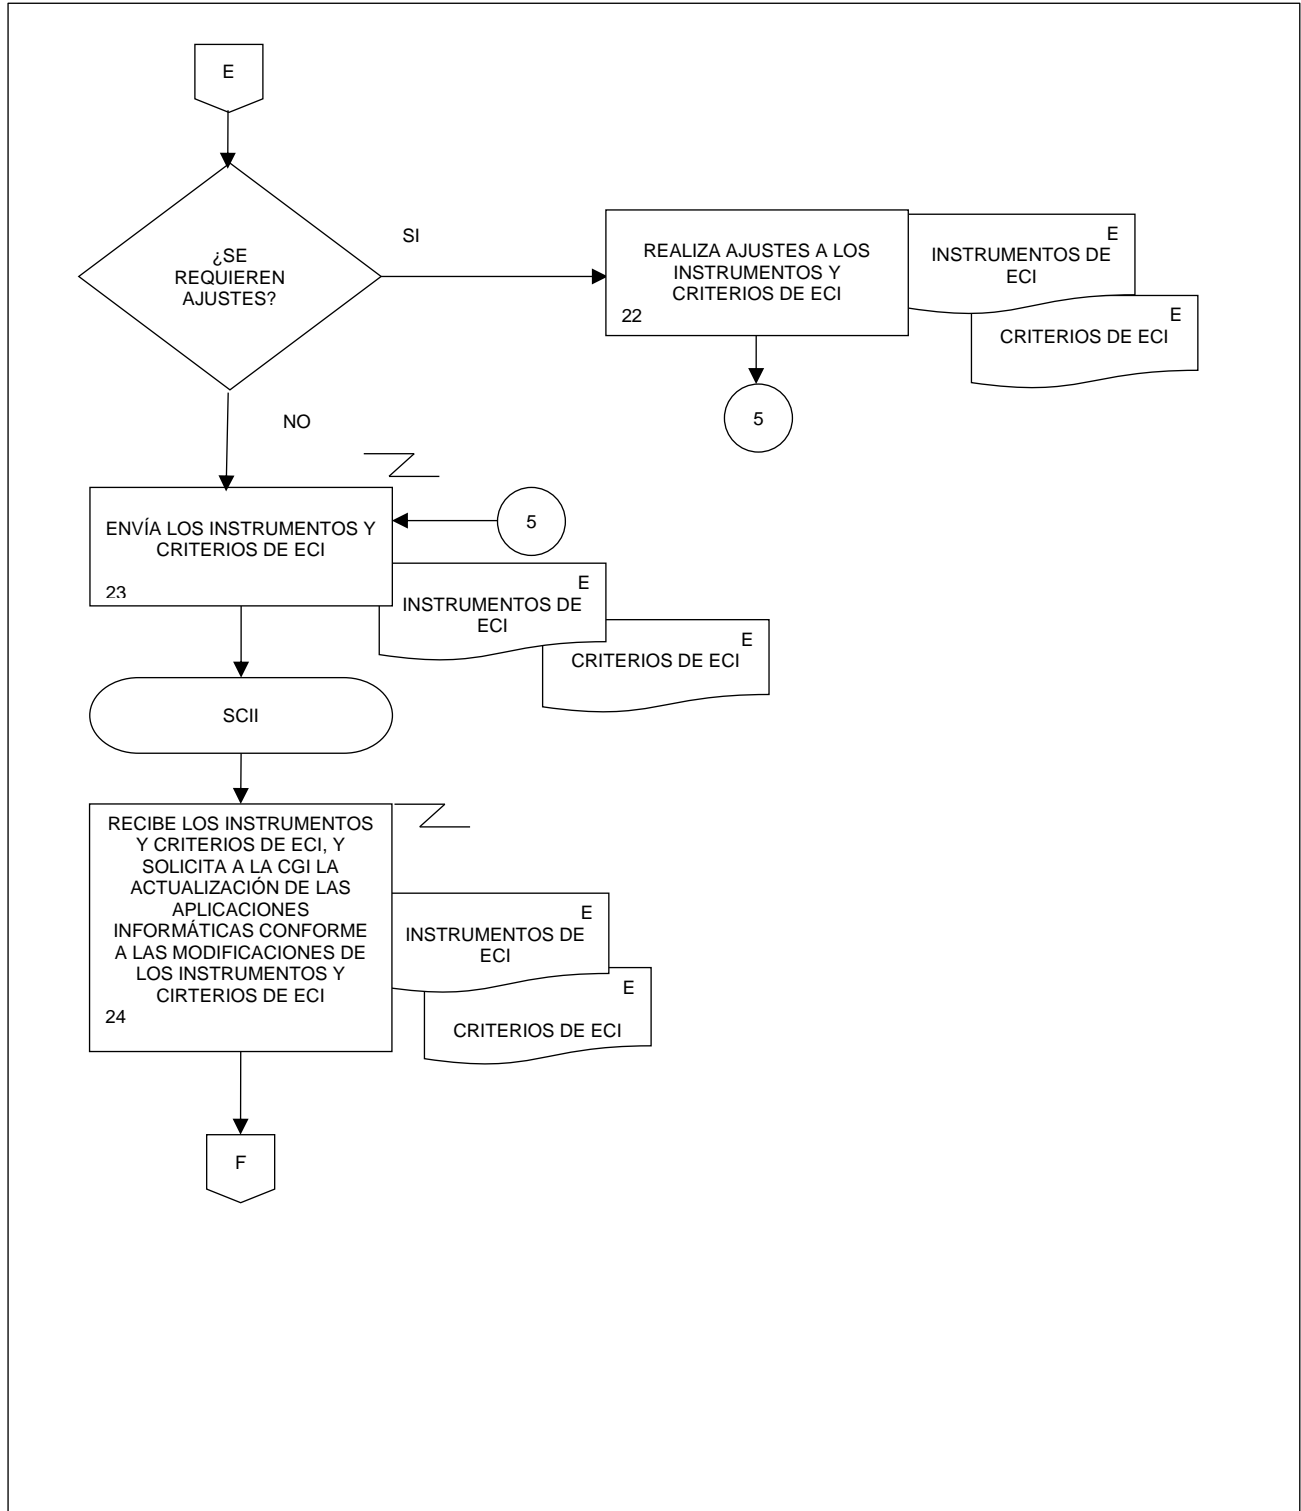 E
¿SE
REQUIEREN
AJUSTES?
SI
REALIZA AJUSTES A LOS
INSTRUMENTOS Y
CRITERIOS DE ECI
22
E
INSTRUMENTOS DE
ECI
E
CRITERIOS DE ECI
5
NO
ENVÍA LOS INSTRUMENTOS Y
CRITERIOS DE ECI
23
5
E
INSTRUMENTOS DE
ECI
E
CRITERIOS DE ECI
SCII
RECIBE LOS INSTRUMENTOS
Y CRITERIOS DE ECI, Y
SOLICITA A LA CGI LA
ACTUALIZACIÓN DE LAS
APLICACIONES
INFORMÁTICAS CONFORME
A LAS MODIFICACIONES DE
LOS INSTRUMENTOS Y
CIRTERIOS DE ECI
24
E
INSTRUMENTOS DE
ECI
E
CRITERIOS DE ECI
F